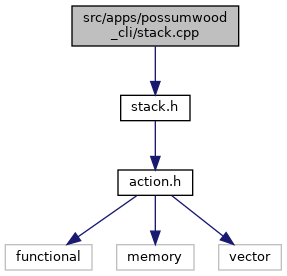 src/apps/possumwood
_cli/stack.cpp
stack.h
action.h
functional
memory
vector